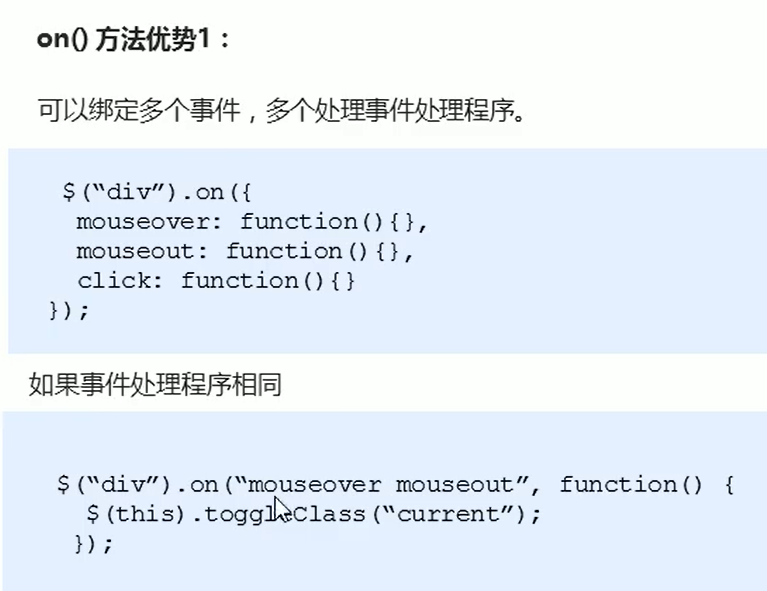 on() 方法优势1：
可以绑定多个事件，多个处理事件处理程序。
$(“div”).on({
mouseover: function(){},
mouseout: function(){},
click: function(){}
});
如果事件处理程序相同
$(“div”).on(“mouseover mouseout”, function() {
$(this).toggleClass(“current”);
});